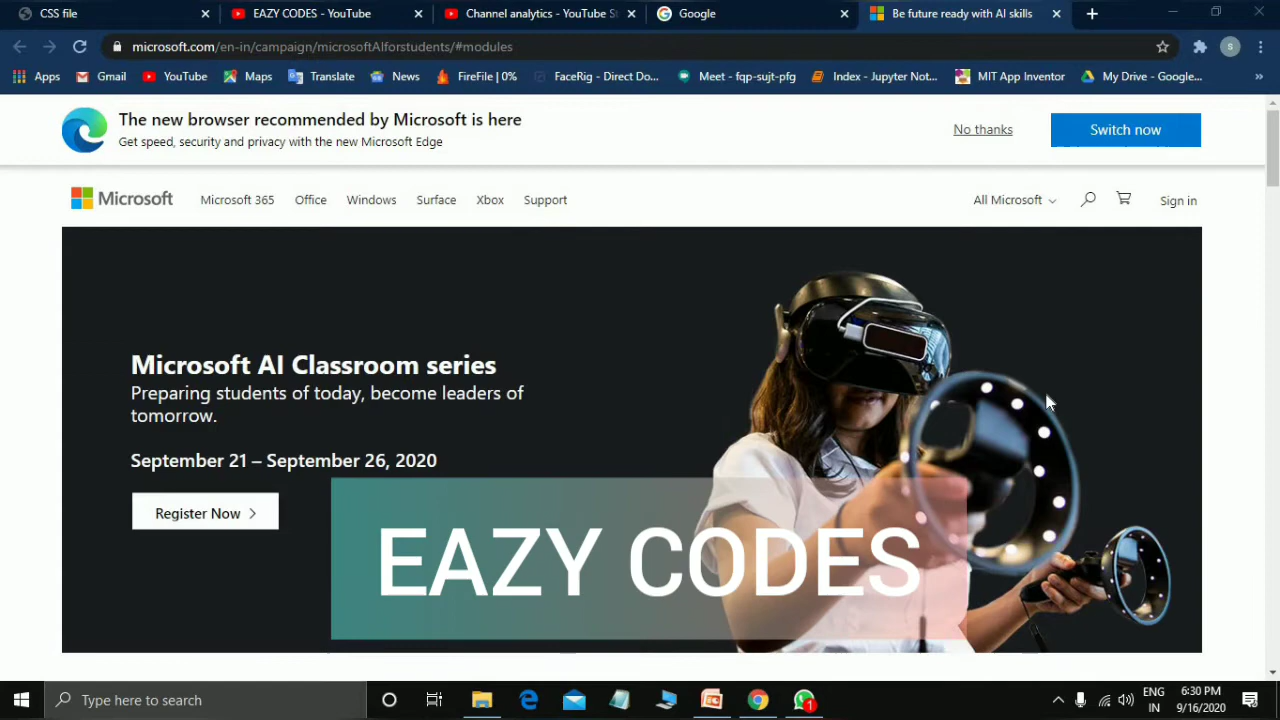 CSS file
EAZY CODES - YouTube
Channel analytics - YouTube St
Google
Be future ready with AI skills
microsoft.com/en-in/campaign/microsoftAIforstudents/#modules
S
Apps
Gmail
YouTube
Maps
Translate
News
FireFile | 0%
FaceRig - Direct Do...
Meet - fqp-sujt-pfg
Index - Jupyter Not...
MIT App Inventor
My Drive - Google...
»
The new browser recommended by Microsoft is here
Get speed, security and privacy with the new Microsoft Edge
No thanks
Switch now
Microsoft
Microsoft 365
Office
Windows
Surface
Xbox
Support
All Microsoft
Sign in
Microsoft AI Classroom series
Preparing students of today, become leaders of
tomorrow.
September 21 – September 26, 2020
Register Now >
EAZY CODES
Type here to search
1
ENG
IN
6:30 PM
9/16/2020